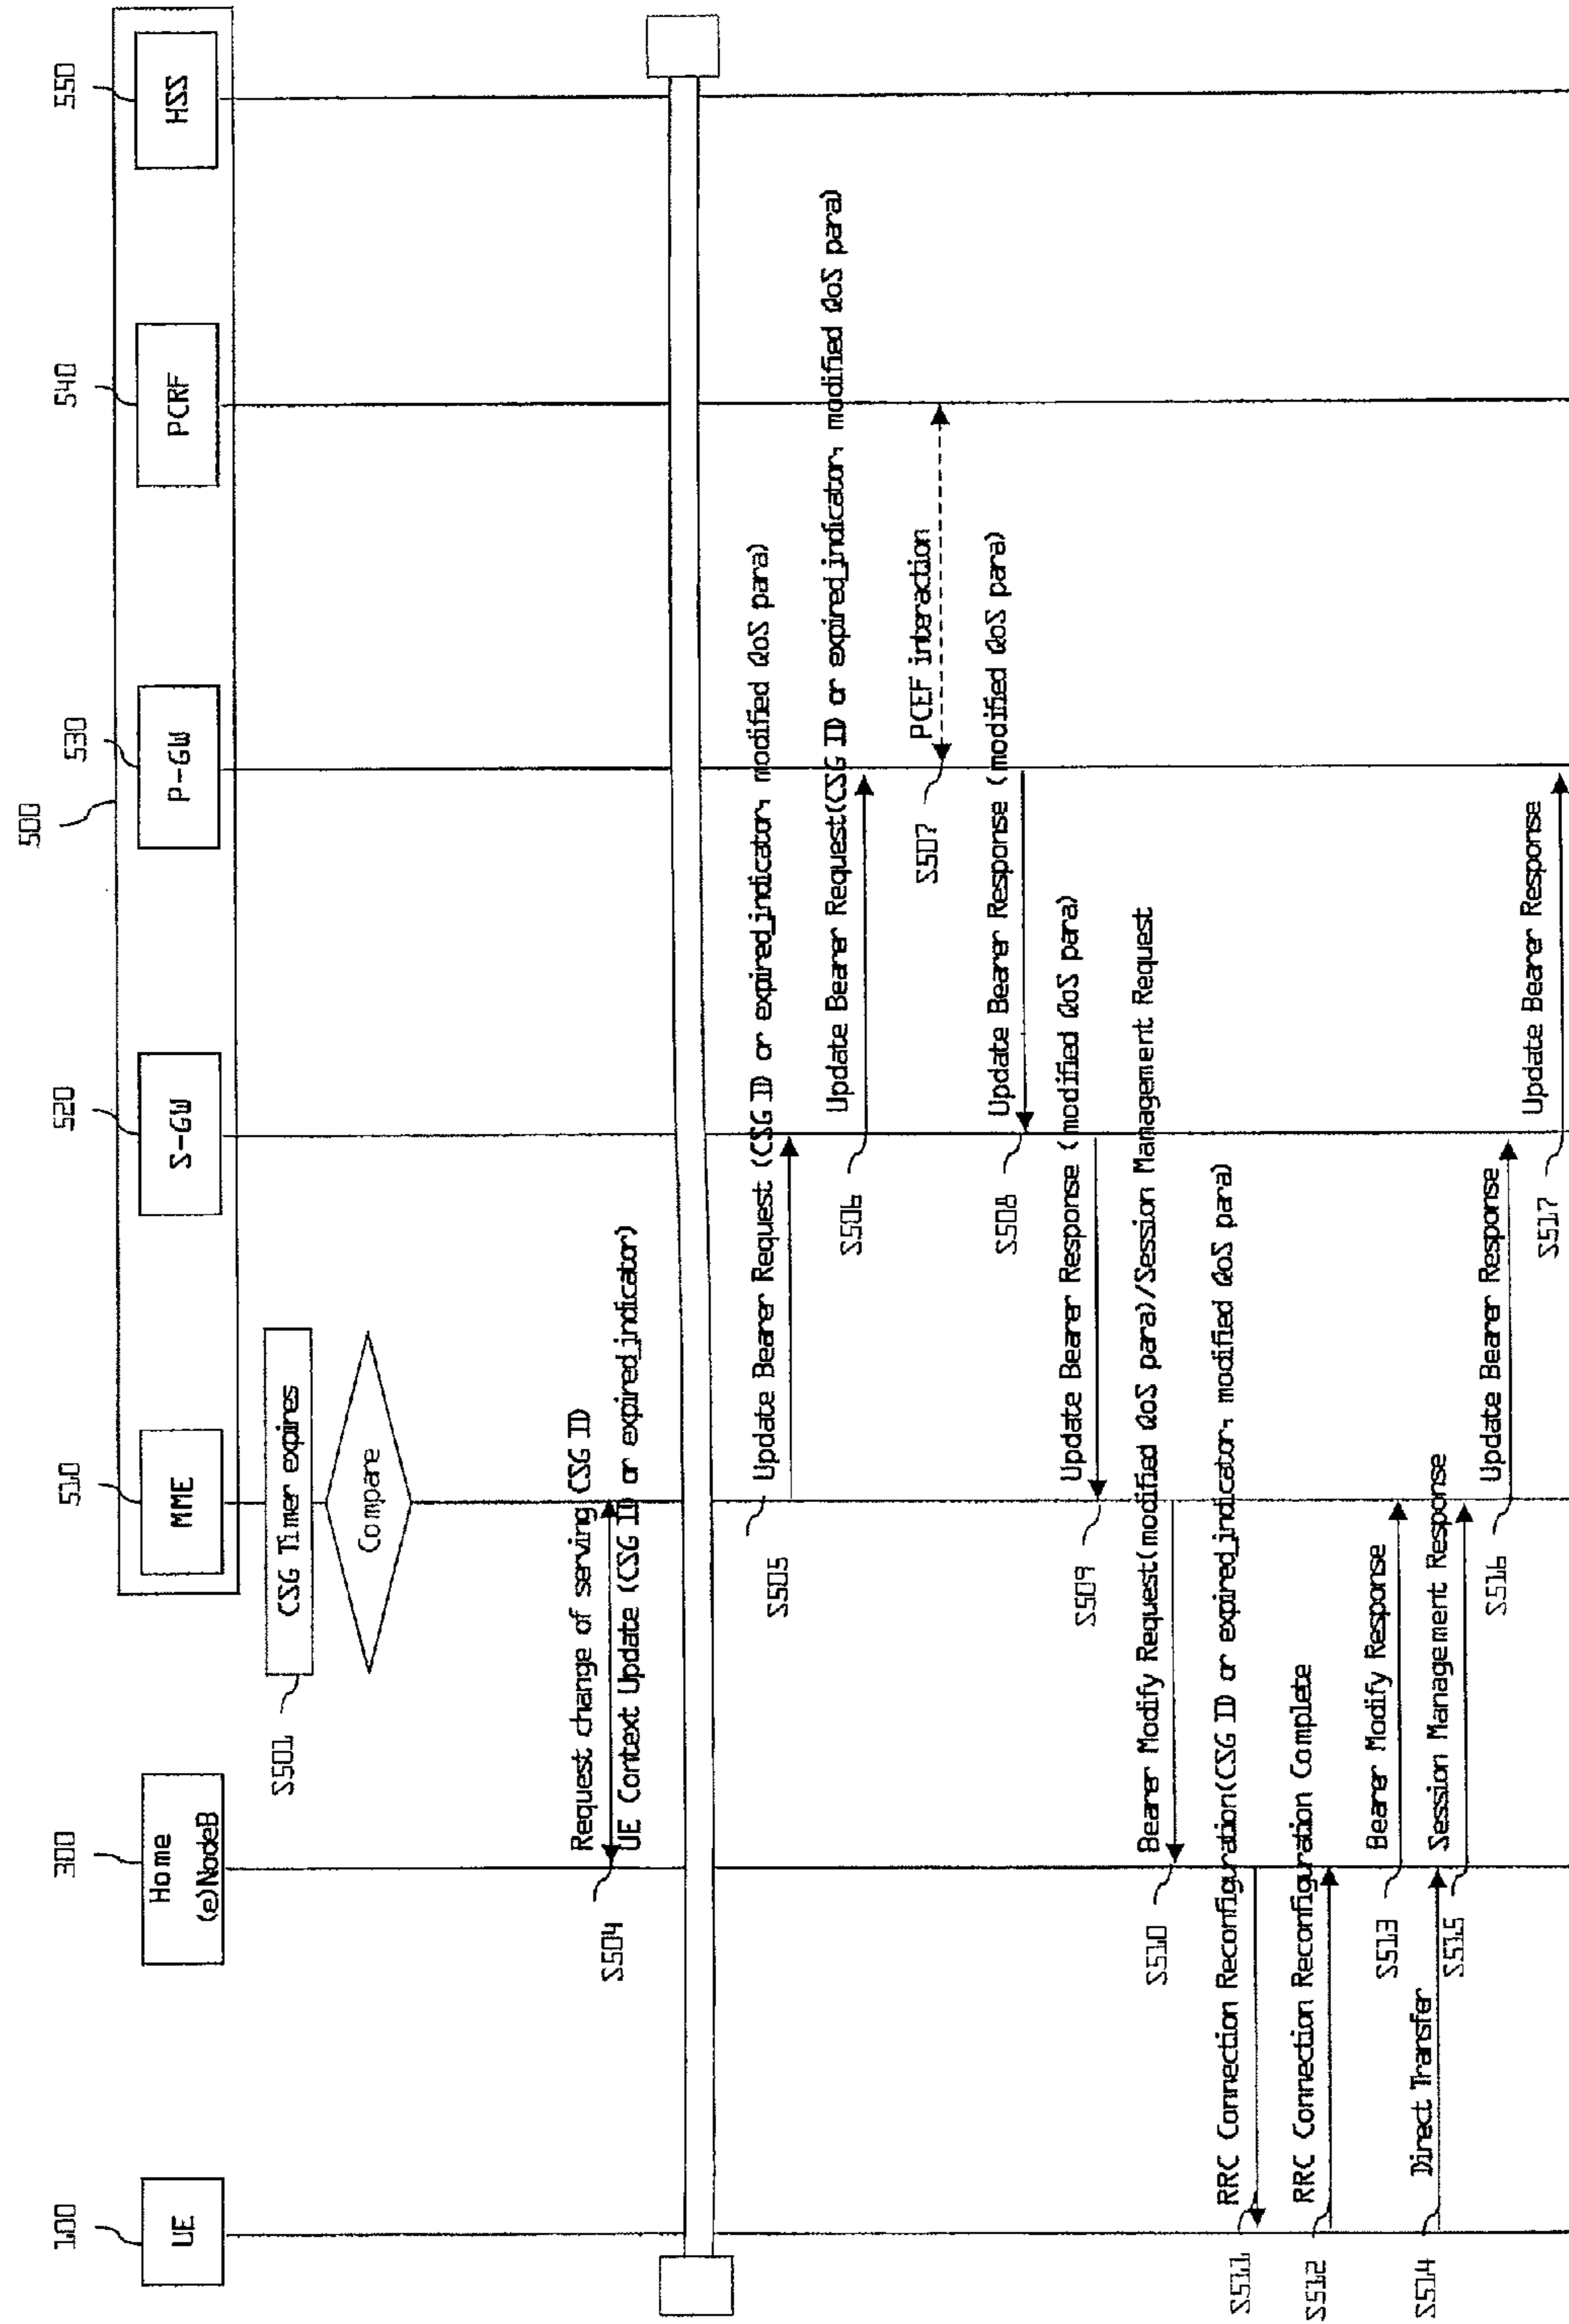 500
100
300
510
520
530
540
550
UE
Home
(e)NodeB
MME
S-GW
P-GW
PCRF
HSS
S501
CSG Timer expires
Compare
Request change of serving CSG ID
S504
UE Context Update (CSG ID or expired_indicator)
Update Bearer Request (CSG ID or expired_indicator, modified QoS para)
S505
Update Bearer Request(CSG ID or expired_indicator, modified QoS para)
S506
PCEF interaction
S507
Update Bearer Response (modified QoS para)
S508
Update Bearer Response (modified QoS para)
S509
Bearer Modify Request(modified QoS para)/Session Management Request
S510
RRC Connection Reconfiguration(CSG ID or expired_indicator, modified QoS para)
S511
RRC Connection Reconfiguration Complete
S512
Bearer Modify Response
S513
Direct Transfer
S514
Session Management Response
S515
Update Bearer Response
S516
Update Bearer Response
S517